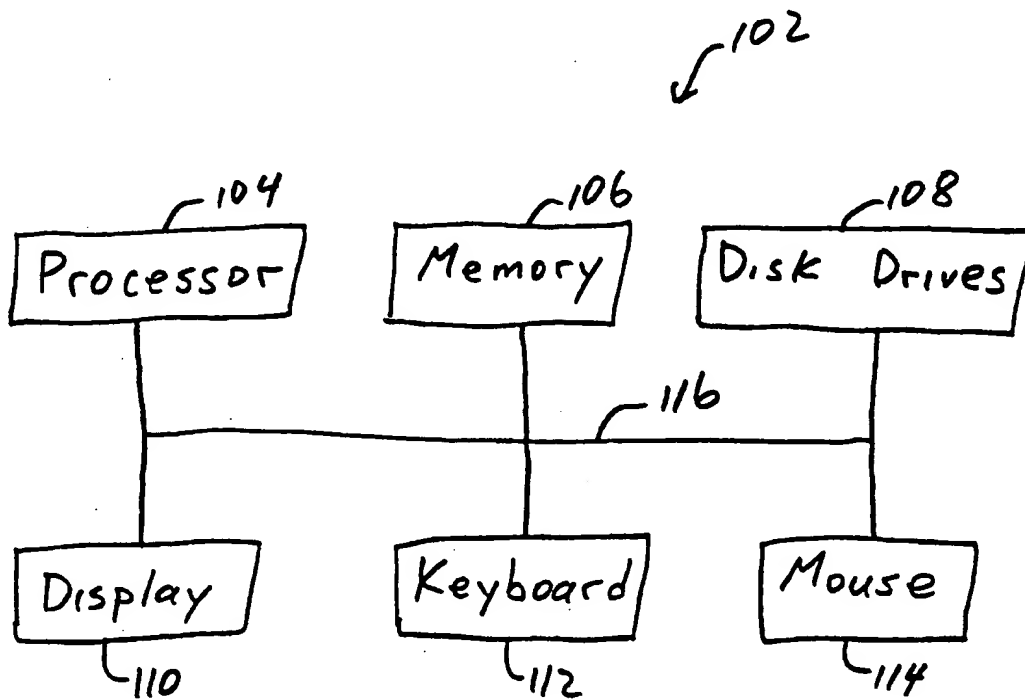 102
104 106 108
Processor Memory Disk Drives
116
Display Keyboard Mouse
110 112 114